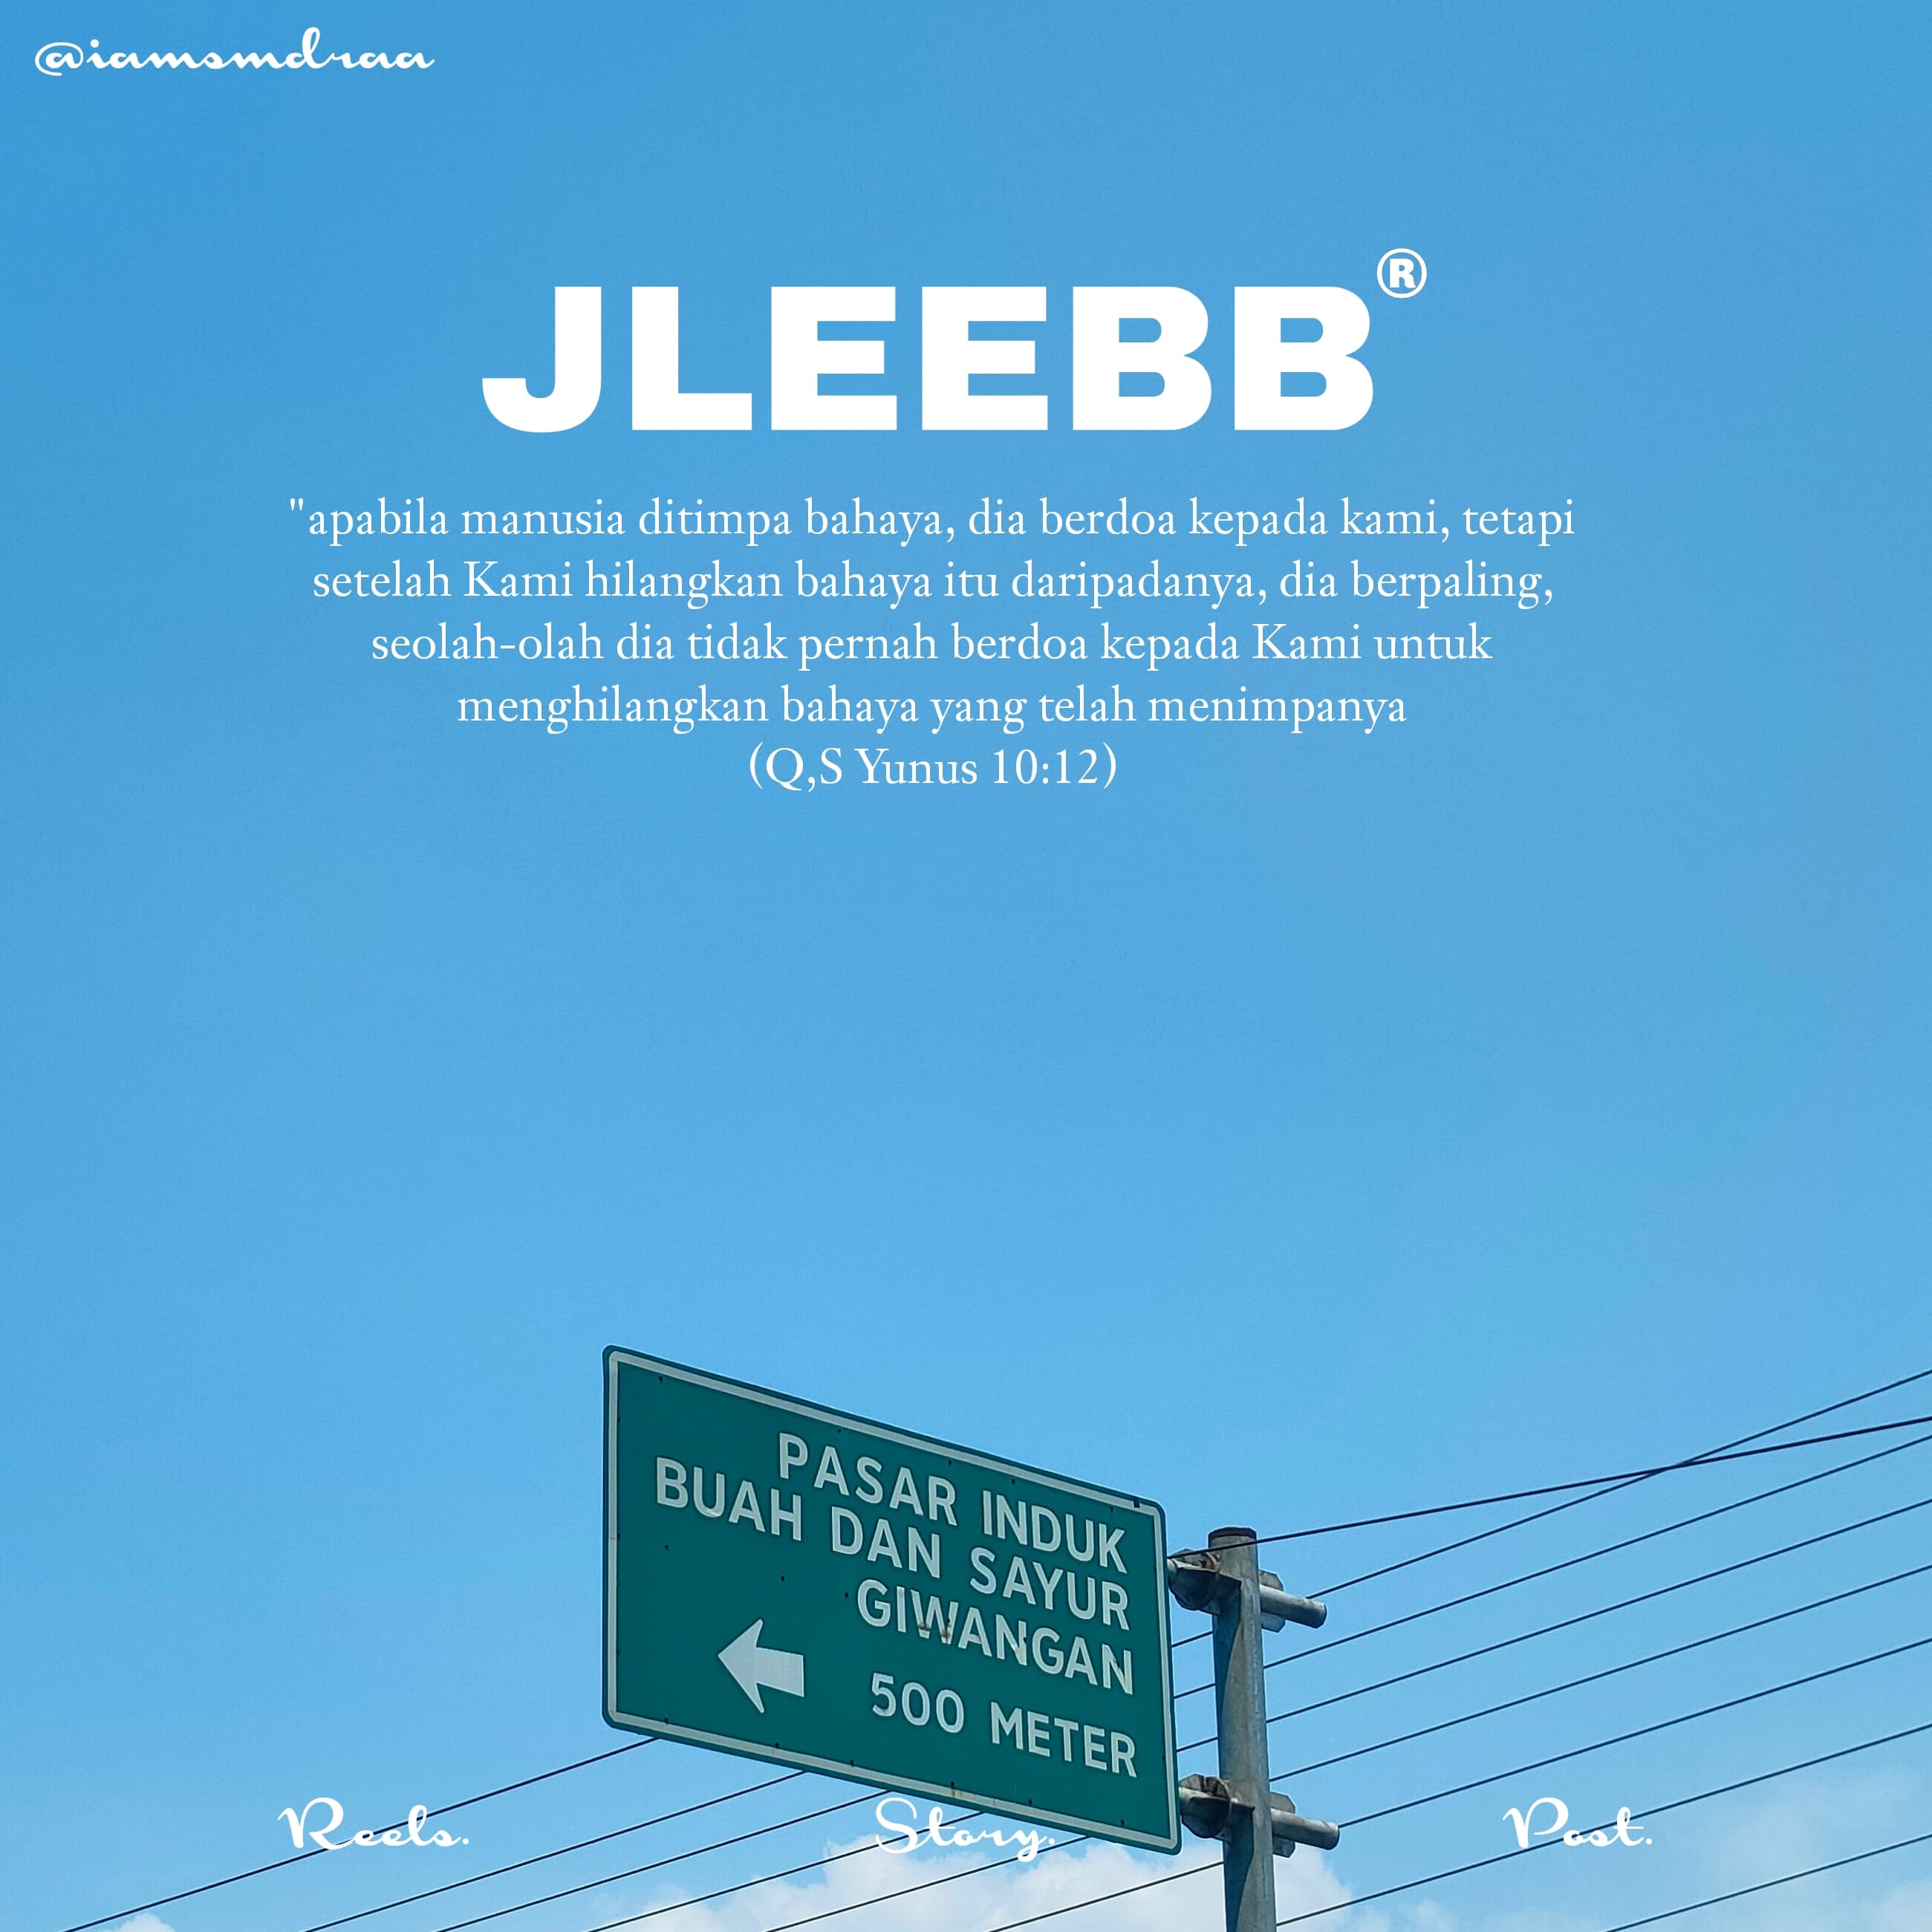 @iamsmdraa
JLEEBB®
"apabila manusia ditimpa bahaya, dia berdoa kepada kami, tetapi
setelah Kami hilangkan bahaya itu daripadanya, dia berpaling,
seolah-olah dia tidak pernah berdoa kepada Kami untuk
menghilangkan bahaya yang telah menimpanya
(Q,S Yunus 10:12)
PASAR INDUK
BUAH DAN SAYUR
GIWANGAN
500 METER
Reels.
Story.
Post.